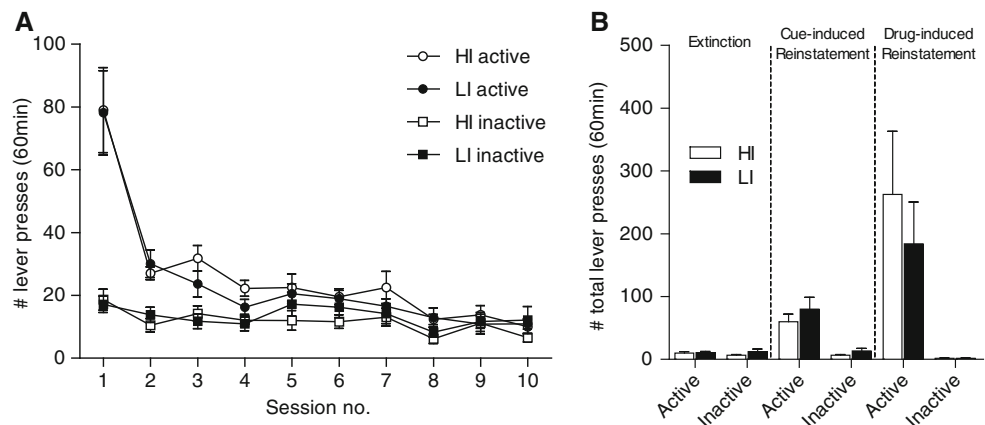 A
# lever presses (60min)
100
80
60
40
20
0
HI active
LI active
HI inactive
LI inactive
1 2 3 4 5 6 7 8 9 10
Session no.
B
# total lever presses (60min)
500
400
300
200
100
0
Extinction
Cue-induced
Reinstatement
Drug-induced
Reinstatement
HI
LI
Active Inactive Active Inactive Active Inactive